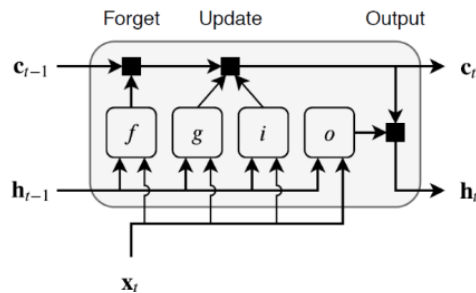 Forget Update Output
c_{t−1} c_t
f g i o
h_{t−1} h_t
x_t